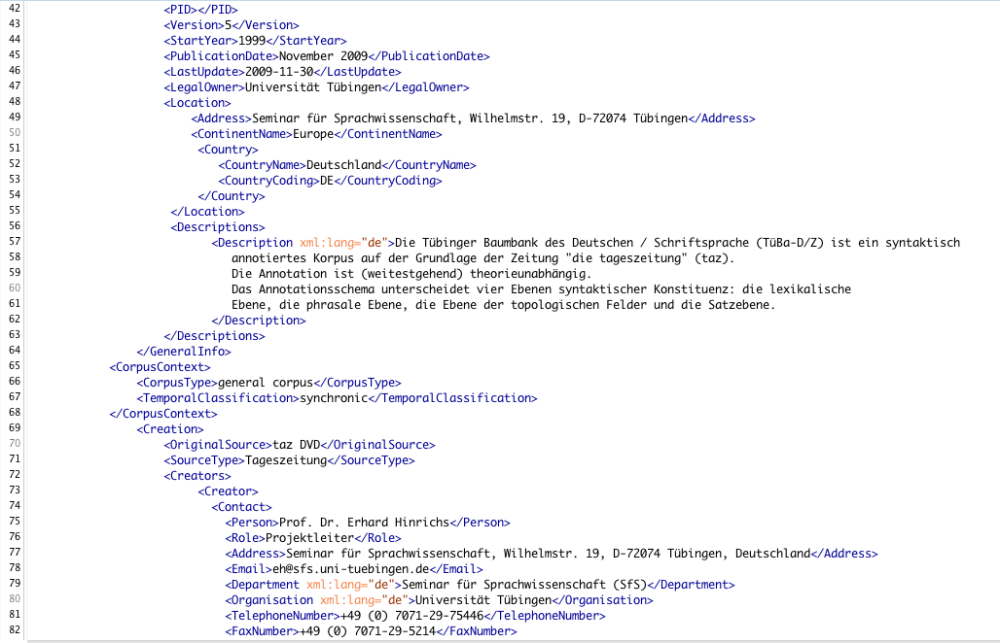 42 <PID></PID>
43 <Version>5</Version>
44 <StartYear>1999</StartYear>
45 <PublicationDate>November 2009</PublicationDate>
46 <LastUpdate>2009-11-30</LastUpdate>
47 <LegalOwner>Universität Tübingen</LegalOwner>
48 <Location>
49 <Address>Seminar für Sprachwissenschaft, Wilhelmstr. 19, D-72074 Tübingen</Address>
50 <ContinentName>Europe</ContinentName>
51 <Country>
52 <CountryName>Deutschland</CountryName>
53 <CountryCoding>DE</CountryCoding>
54 </Country>
55 </Location>
56 <Descriptions>
57 <Description xml:lang="de">Die Tübinger Baumbank des Deutschen / Schriftsprache (TüBa-D/Z) ist ein syntaktisch
58 annotiertes Korpus auf der Grundlage der Zeitung "die tageszeitung" (taz).
59 Die Annotation ist (weitestgehend) theorieunabhängig.
60 Das Annotationsschema unterscheidet vier Ebenen syntaktischer Konstituenz: die lexikalische
61 Ebene, die phrasale Ebene, die Ebene der topologischen Felder und die Satzebene.
62 </Description>
63 </Descriptions>
64 </GeneralInfo>
65 <CorpusContext>
66 <CorpusType>general corpus</CorpusType>
67 <TemporalClassification>synchronic</TemporalClassification>
68 </CorpusContext>
69 <Creation>
70 <OriginalSource>taz DVD</OriginalSource>
71 <SourceType>Tageszeitung</SourceType>
72 <Creators>
73 <Creator>
74 <Contact>
75 <Person>Prof. Dr. Erhard Hinrichs</Person>
76 <Role>Projektleiter</Role>
77 <Address>Seminar für Sprachwissenschaft, Wilhelmstr. 19, D-72074 Tübingen, Deutschland</Address>
78 <Email>eh@sfs.uni-tuebingen.de</Email>
79 <Department xml:lang="de">Seminar für Sprachwissenschaft (SfS)</Department>
80 <Organisation xml:lang="de">Universität Tübingen</Organisation>
81 <TelephoneNumber>+49 (0) 7071-29-75446</TelephoneNumber>
82 <FaxNumber>+49 (0) 7071-29-5214</FaxNumber>